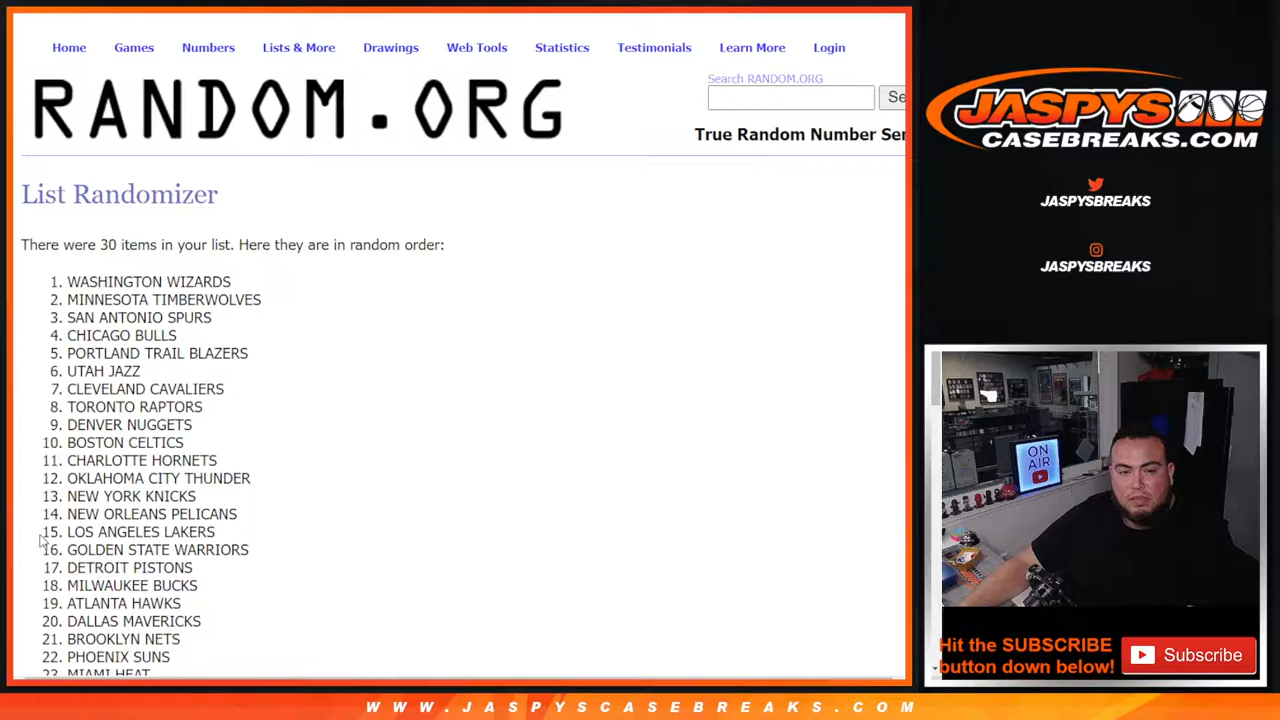 Home Games Numbers Lists & More Drawings Web Tools Statistics Testimonials Learn More Login
Search RANDOM.ORG
RANDOM.ORG
Se
True Random Number Ser
List Randomizer
There were 30 items in your list. Here they are in random order:
1. WASHINGTON WIZARDS
2. MINNESOTA TIMBERWOLVES
3. SAN ANTONIO SPURS
4. CHICAGO BULLS
5. PORTLAND TRAIL BLAZERS
6. UTAH JAZZ
7. CLEVELAND CAVALIERS
8. TORONTO RAPTORS
9. DENVER NUGGETS
10. BOSTON CELTICS
11. CHARLOTTE HORNETS
12. OKLAHOMA CITY THUNDER
13. NEW YORK KNICKS
14. NEW ORLEANS PELICANS
15. LOS ANGELES LAKERS
16. GOLDEN STATE WARRIORS
17. DETROIT PISTONS
18. MILWAUKEE BUCKS
19. ATLANTA HAWKS
20. DALLAS MAVERICKS
21. BROOKLYN NETS
22. PHOENIX SUNS
23. MIAMI HEAT
JASPYS
CASEBREAKS.COM
JASPYSBREAKS
JASPYSBREAKS
ON
AIR
Hit the SUBSCRIBE
button down below!
Subscribe
WWW.JASPYSCASEBREAKS.COM